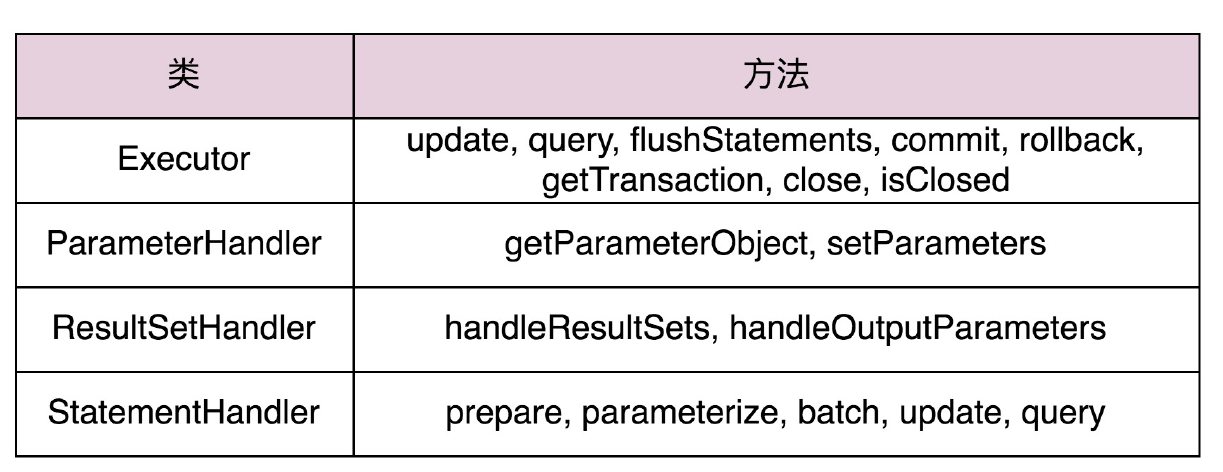 类
方法
Executor
update, query, flushStatements, commit, rollback,
getTransaction, close, isClosed
ParameterHandler
getParameterObject, setParameters
ResultSetHandler
handleResultSets, handleOutputParameters
StatementHandler
prepare, parameterize, batch, update, query